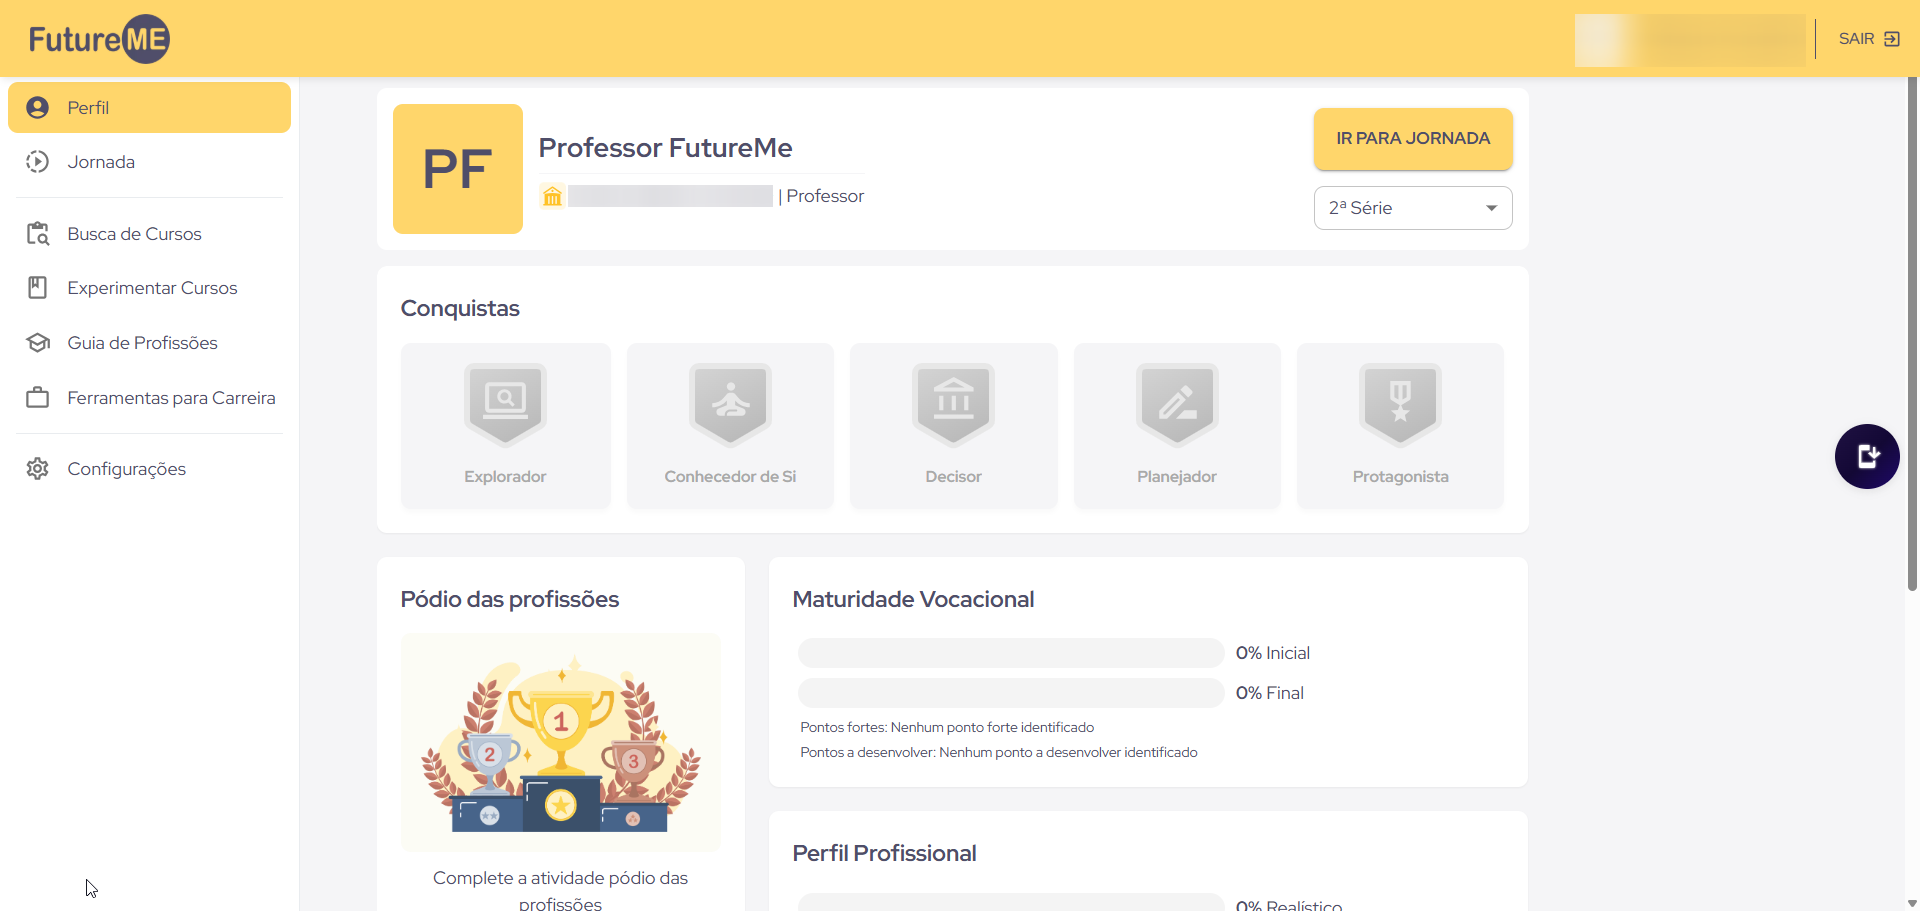 FutureME
SAIR
Perfil
Jornada
Busca de Cursos
Experimentar Cursos
Guia de Profissões
Ferramentas para Carreira
Configurações
PF
Professor FutureMe
| Professor
IR PARA JORNADA
2ª Série
Conquistas
Explorador
Conhecedor de Si
Decisor
Planejador
Protagonista
Pódio das profissões
1
2
3
Complete a atividade pódio das
profissões
Maturidade Vocacional
0% Inicial
0% Final
Pontos fortes: Nenhum ponto forte identificado
Pontos a desenvolver: Nenhum ponto a desenvolver identificado
Perfil Profissional
0% Realístico